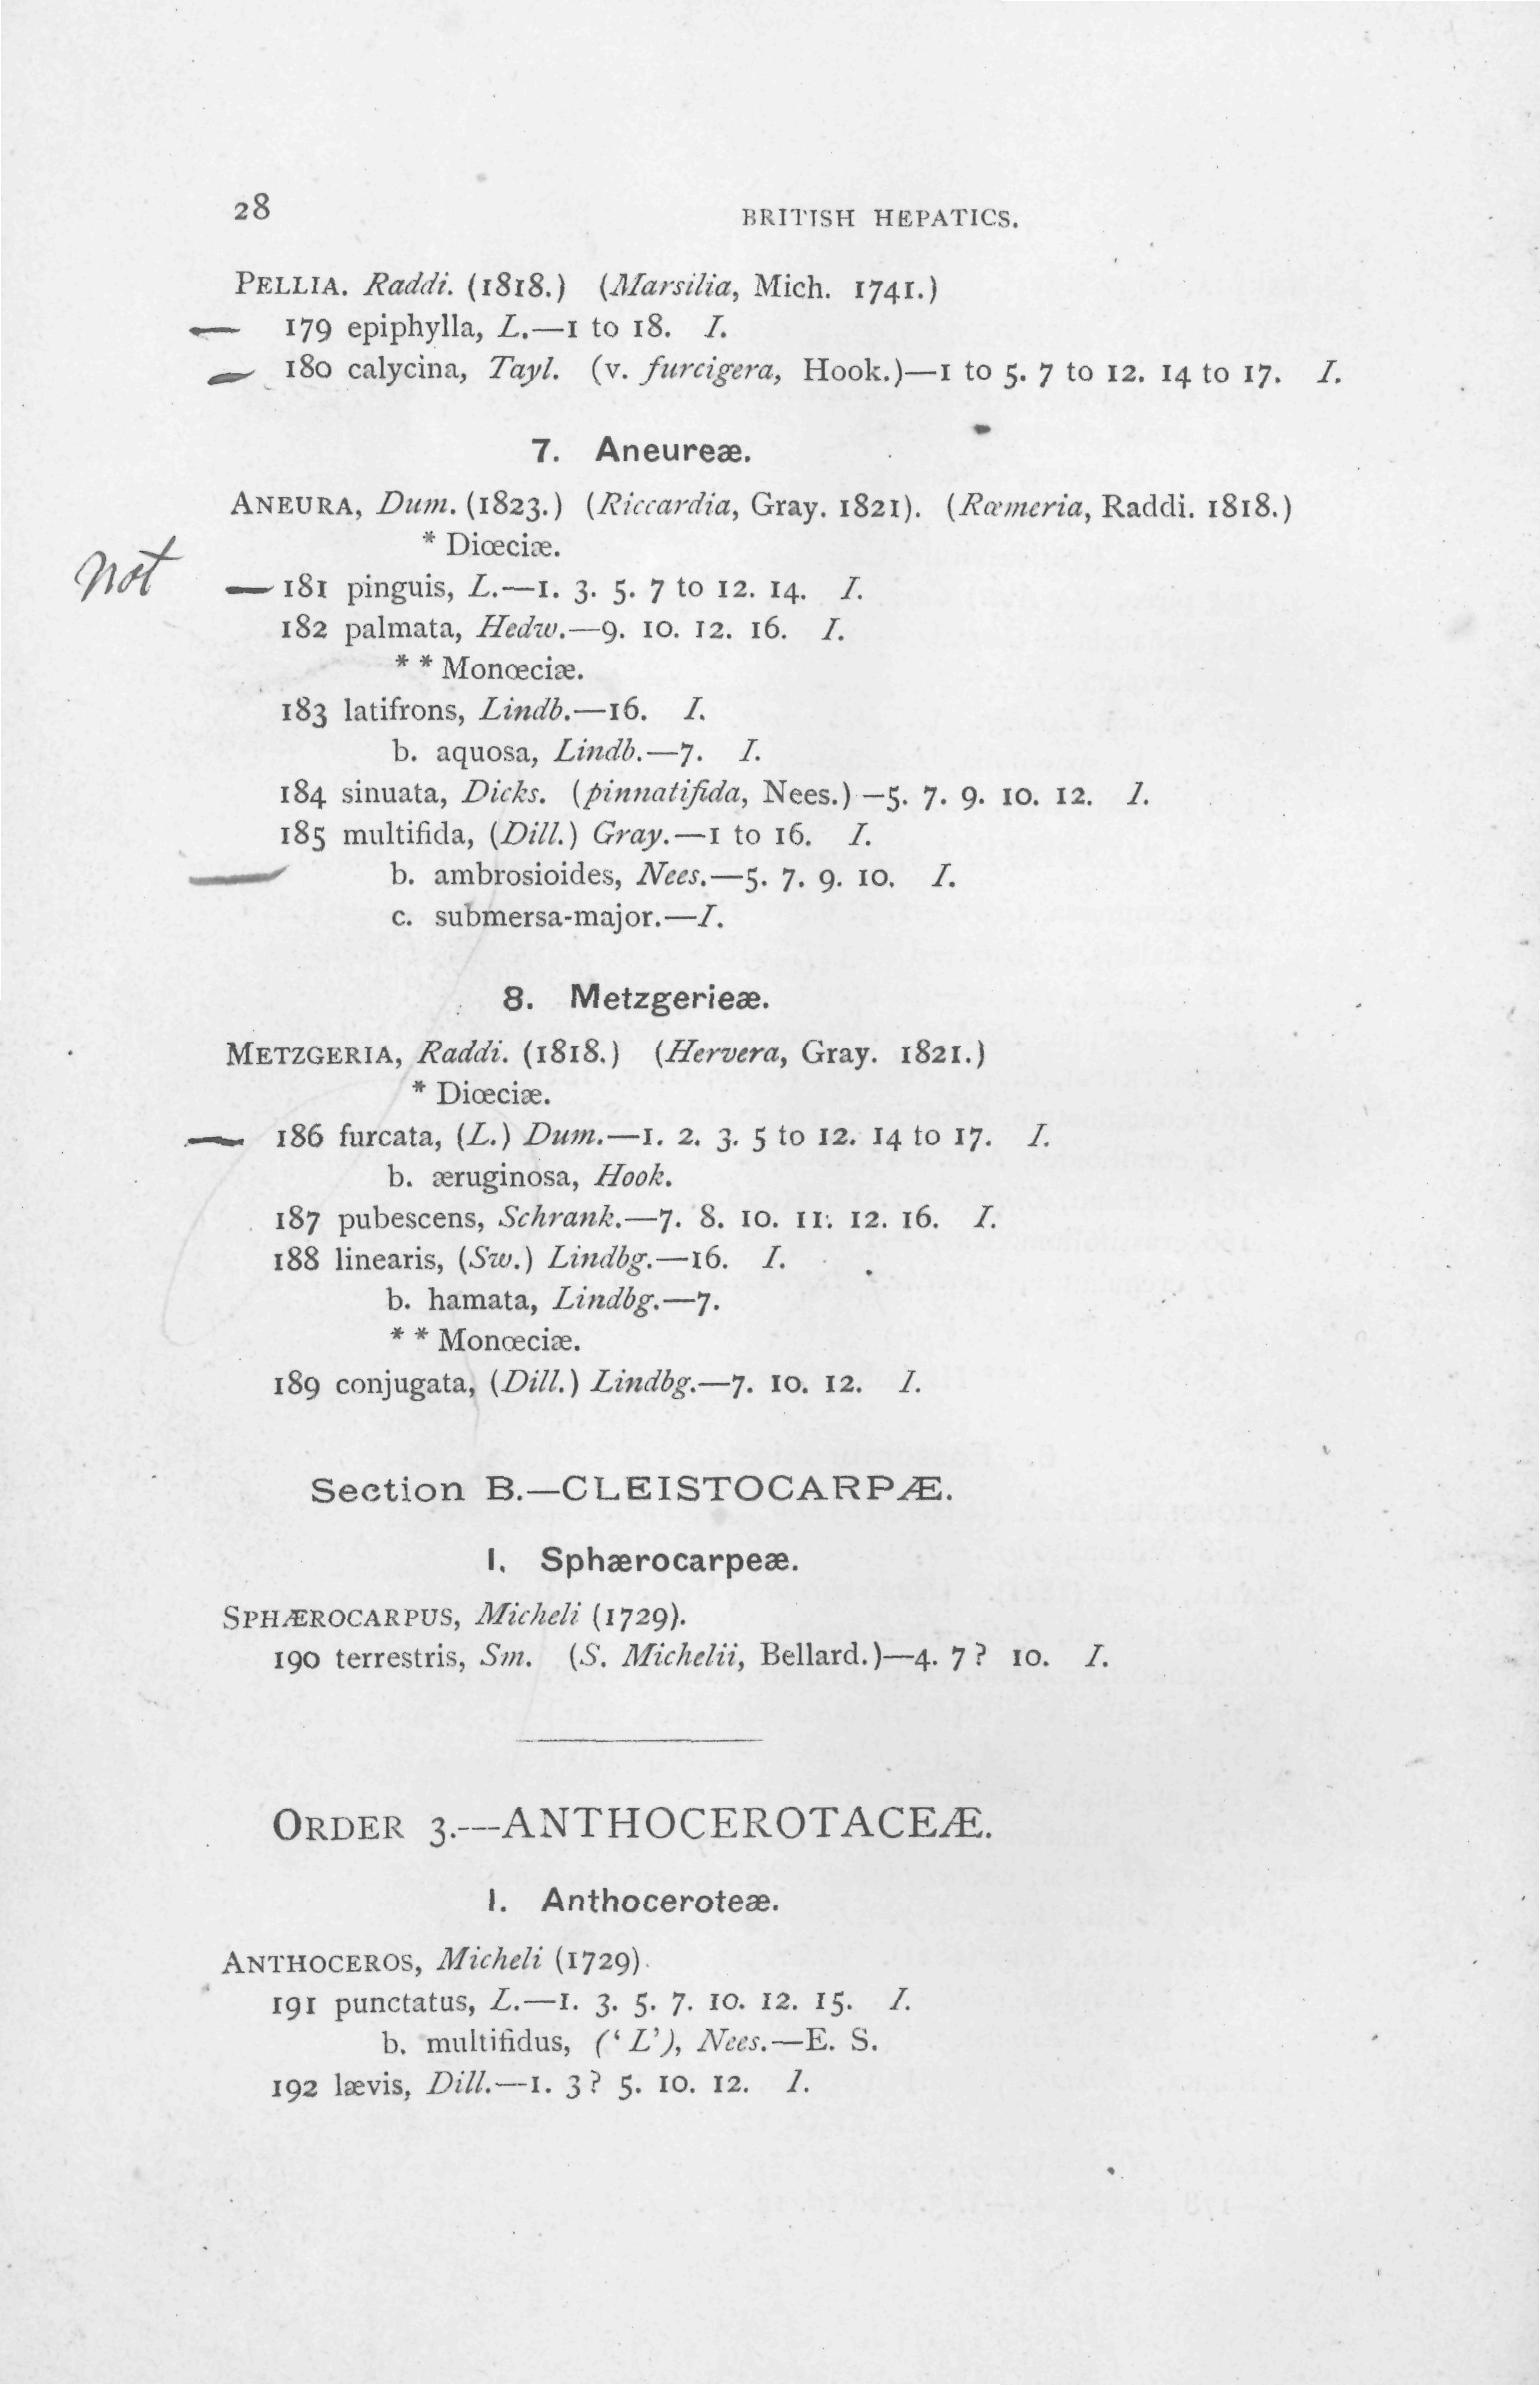 28
BRITISH HEPATICS.
PELLIA. Raddi. (1818.) (Marsilia, Mich. 1741.)
— 179 epiphylla, L.—1 to 18. I.
— 180 calycina, Tayl. (v. furcigera, Hook.)—1 to 5. 7 to 12. 14 to 17. I.
7. Aneureæ.
ANEURA, Dum. (1823.) (Riccardia, Gray. 1821). (Rœmeria, Raddi. 1818.)
* Diœciæ.
not — 181 pinguis, L.—1. 3. 5. 7 to 12. 14. I.
182 palmata, Hedw.—9. 10. 12. 16. I.
* * Monœciæ.
183 latifrons, Lindb.—16. I.
b. aquosa, Lindb.—7. I.
184 sinuata, Dicks. (pinnatifida, Nees.)—5. 7. 9. 10. 12. I.
185 multifida, (Dill.) Gray.—1 to 16. I.
— b. ambrosioides, Nees.—5. 7. 9. 10. I.
c. submersa-major.—I.
8. Metzgerieæ.
METZGERIA, Raddi. (1818.) (Hervera, Gray. 1821.)
* Diœciæ.
— 186 furcata, (L.) Dum.—1. 2. 3. 5 to 12. 14 to 17. I.
b. æruginosa, Hook.
187 pubescens, Schrank.—7. 8. 10. 11. 12. 16. I.
188 linearis, (Sw.) Lindbg.—16. I.
b. hamata, Lindbg.—7.
* * Monœciæ.
189 conjugata, (Dill.) Lindbg.—7. 10. 12. I.
Section B.—CLEISTOCARPÆ.
1. Sphærocarpeæ.
SPHÆROCARPUS, Micheli (1729).
190 terrestris, Sm. (S. Michelii, Bellard.)—4. 7? 10. I.
ORDER 3.—ANTHOCEROTACEÆ.
1. Anthoceroteæ.
ANTHOCEROS, Micheli (1729).
191 punctatus, L.—1. 3. 5. 7. 10. 12. 15. I.
b. multifidus, (‘L’), Nees.—E. S.
192 lævis, Dill.—1. 3? 5. 10. 12. I.